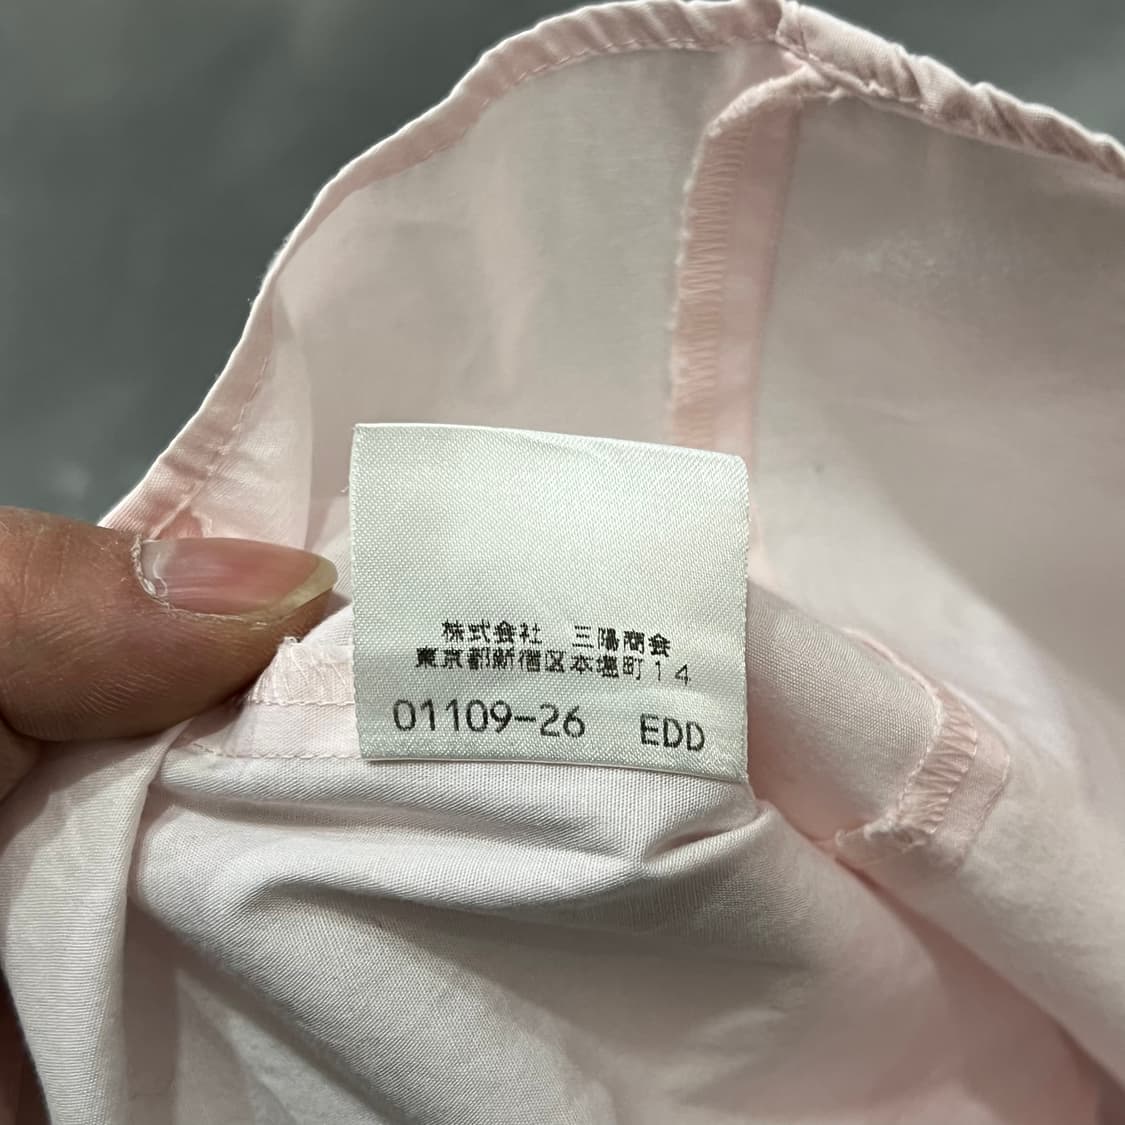 株式会社 三陽商会
東京都新宿区本塩町14
01109-26 EDD